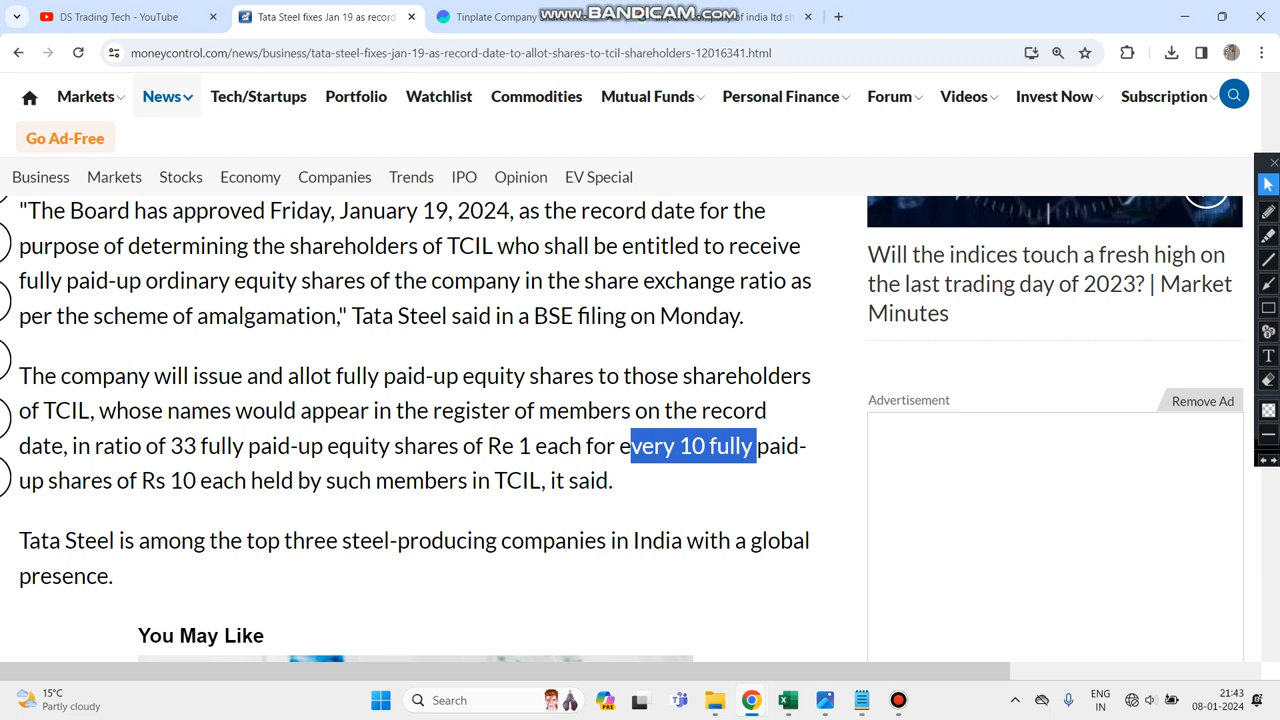 www.BANDICAM.com
DS Trading Tech - YouTube
Tata Steel fixes Jan 19 as record
Tinplate Company
of india ltd sh
moneycontrol.com/news/business/tata-steel-fixes-jan-19-as-record-date-to-allot-shares-to-tcil-shareholders-12016341.html
Markets News Tech/Startups Portfolio Watchlist Commodities Mutual Funds Personal Finance Forum Videos Invest Now Subscription
Go Ad-Free
Business Markets Stocks Economy Companies Trends IPO Opinion EV Special
"The Board has approved Friday, January 19, 2024, as the record date for the
purpose of determining the shareholders of TCIL who shall be entitled to receive
fully paid-up ordinary equity shares of the company in the share exchange ratio as
per the scheme of amalgamation," Tata Steel said in a BSE filing on Monday.
The company will issue and allot fully paid-up equity shares to those shareholders
of TCIL, whose names would appear in the register of members on the record
date, in ratio of 33 fully paid-up equity shares of Re 1 each for every 10 fully paid-
up shares of Rs 10 each held by such members in TCIL, it said.
Tata Steel is among the top three steel-producing companies in India with a global
presence.
You May Like
Will the indices touch a fresh high on
the last trading day of 2023? | Market
Minutes
Advertisement
Remove Ad
T
15°C
Partly cloudy
Search
PRE
ENG
IN
21:43
08-01-2024